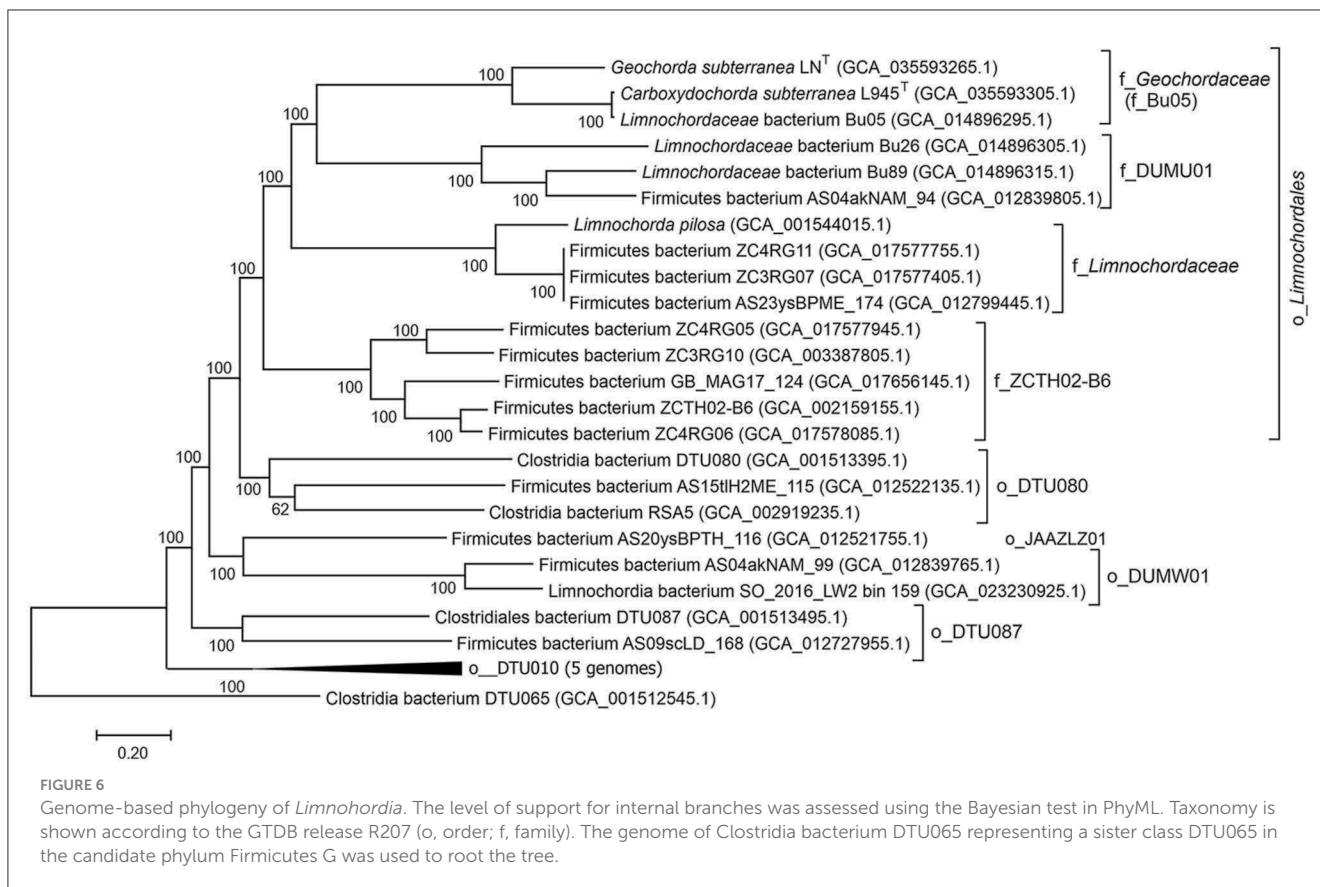 100
Geochorda subterranea LNᵀ (GCA_035593265.1)
Carboxydochorda subterranea L945ᵀ (GCA_035593305.1)
100
Limnochordaceae bacterium Bu05 (GCA_014896295.1)
f_Geochordaceae
(f_Bu05)
100
Limnochordaceae bacterium Bu26 (GCA_014896305.1)
100
Limnochordaceae bacterium Bu89 (GCA_014896315.1)
100
Firmicutes bacterium AS04akNAM_94 (GCA_012839805.1)
f_DUMU01
100
Limnochorda pilosa (GCA_001544015.1)
100
Firmicutes bacterium ZC4RG11 (GCA_017577755.1)
Firmicutes bacterium ZC3RG07 (GCA_017577405.1)
100
Firmicutes bacterium AS23ysBPME_174 (GCA_012799445.1)
f_Limnochordaceae
o_Limnochordales
100
100
Firmicutes bacterium ZC4RG05 (GCA_017577945.1)
Firmicutes bacterium ZC3RG10 (GCA_003387805.1)
100
Firmicutes bacterium GB_MAG17_124 (GCA_017656145.1)
100
Firmicutes bacterium ZCTH02-B6 (GCA_002159155.1)
100
Firmicutes bacterium ZC4RG06 (GCA_017578085.1)
f_ZCTH02-B6
100
Clostridia bacterium DTU080 (GCA_001513395.1)
100
Firmicutes bacterium AS15tlH2ME_115 (GCA_012522135.1)
62
Clostridia bacterium RSA5 (GCA_002919235.1)
o_DTU080
100
Firmicutes bacterium AS20ysBPTH_116 (GCA_012521755.1) o_JAAZLZ01
100
Firmicutes bacterium AS04akNAM_99 (GCA_012839765.1)
100
Limnochordia bacterium SO_2016_LW2 bin 159 (GCA_023230925.1)
o_DUMW01
100
Clostridiales bacterium DTU087 (GCA_001513495.1)
100
Firmicutes bacterium AS09scLD_168 (GCA_012727955.1)
o_DTU087
o__DTU010 (5 genomes)
100
Clostridia bacterium DTU065 (GCA_001512545.1)
0.20
FIGURE 6
Genome-based phylogeny of Limnohordia. The level of support for internal branches was assessed using the Bayesian test in PhyML. Taxonomy is
shown according to the GTDB release R207 (o, order; f, family). The genome of Clostridia bacterium DTU065 representing a sister class DTU065 in
the candidate phylum Firmicutes G was used to root the tree.